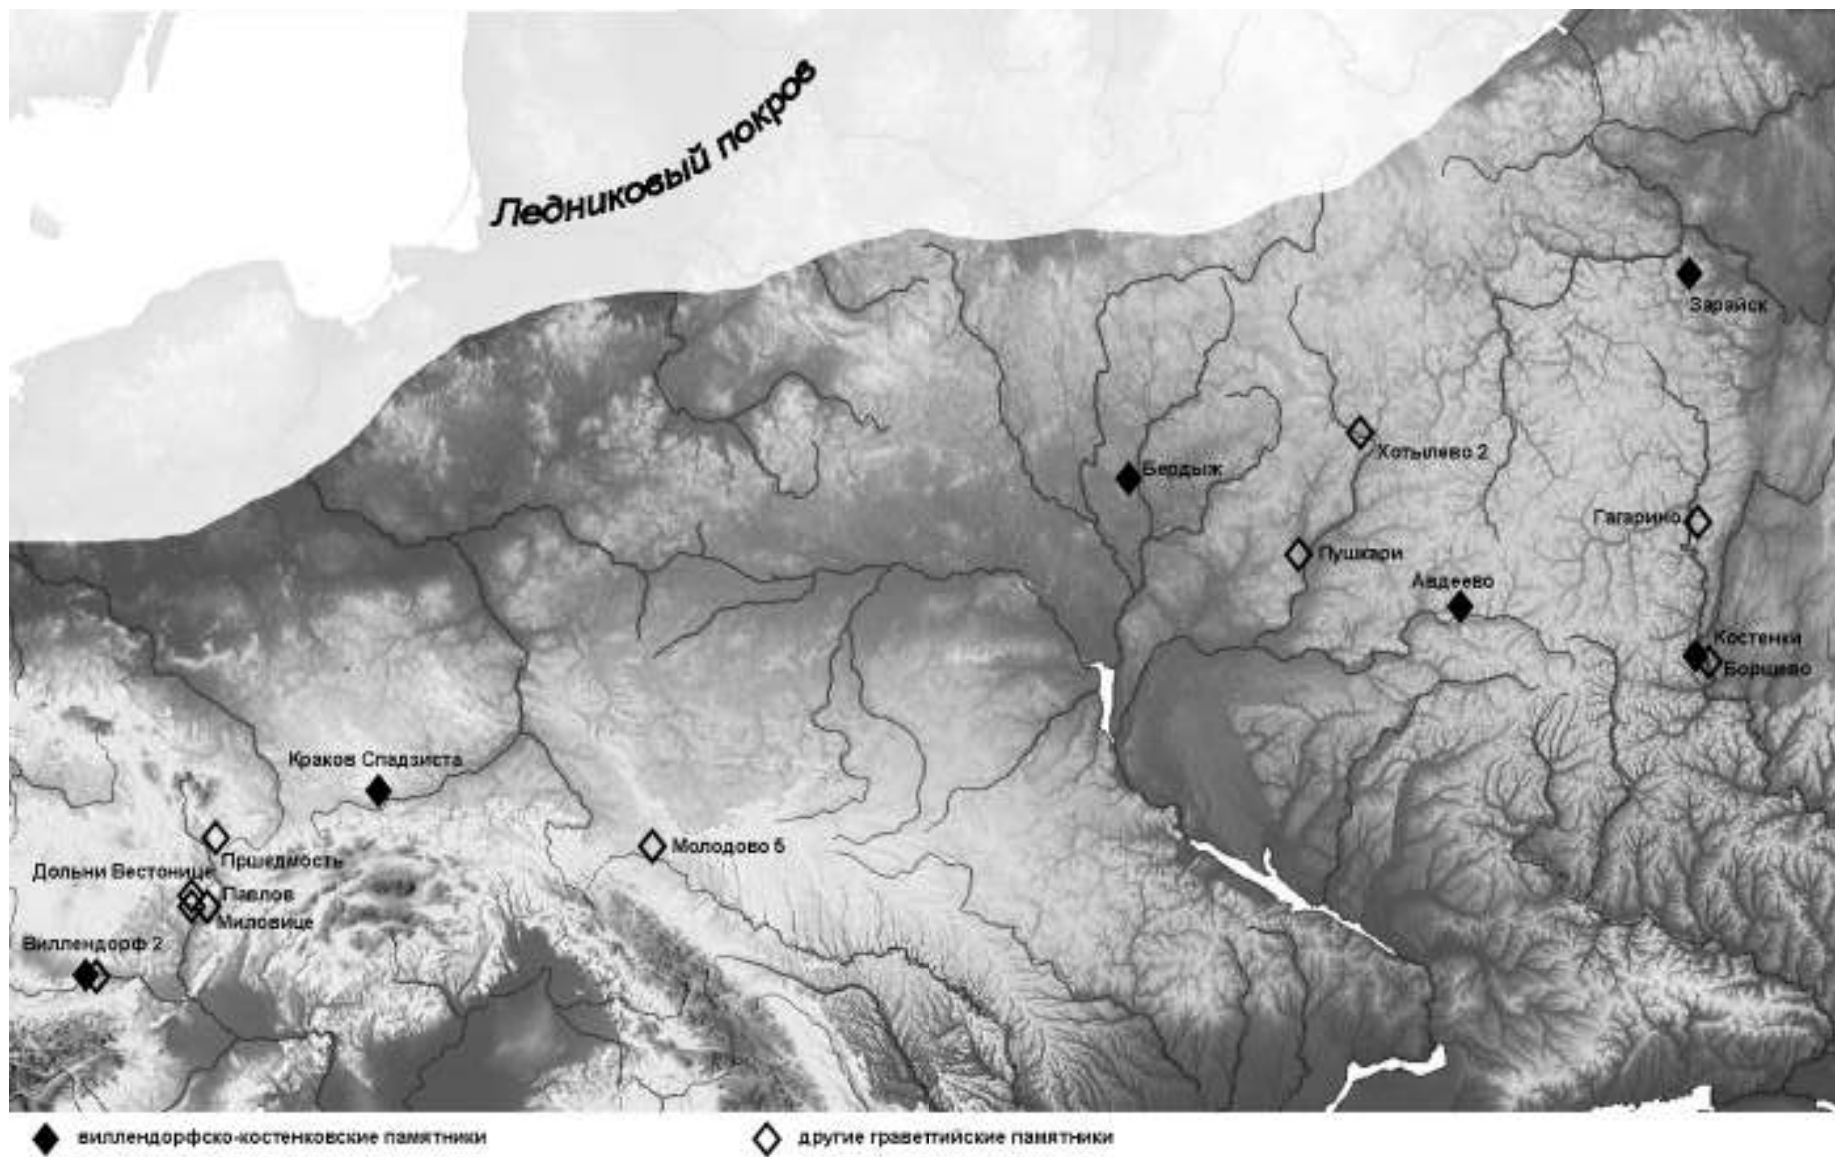 Ледниковый покров
Зарайск
Хотылево 2
Бердыж
Гагарино
Пушкари
Авдеево
Костенки
Борщево
Краков Спадзиста
Молодово 5
Пршедмость
Дольни Вестонице
Павлов
Миловице
Виллендорф 2
виллендорфско-костенковские памятники
другие граветтийские памятники